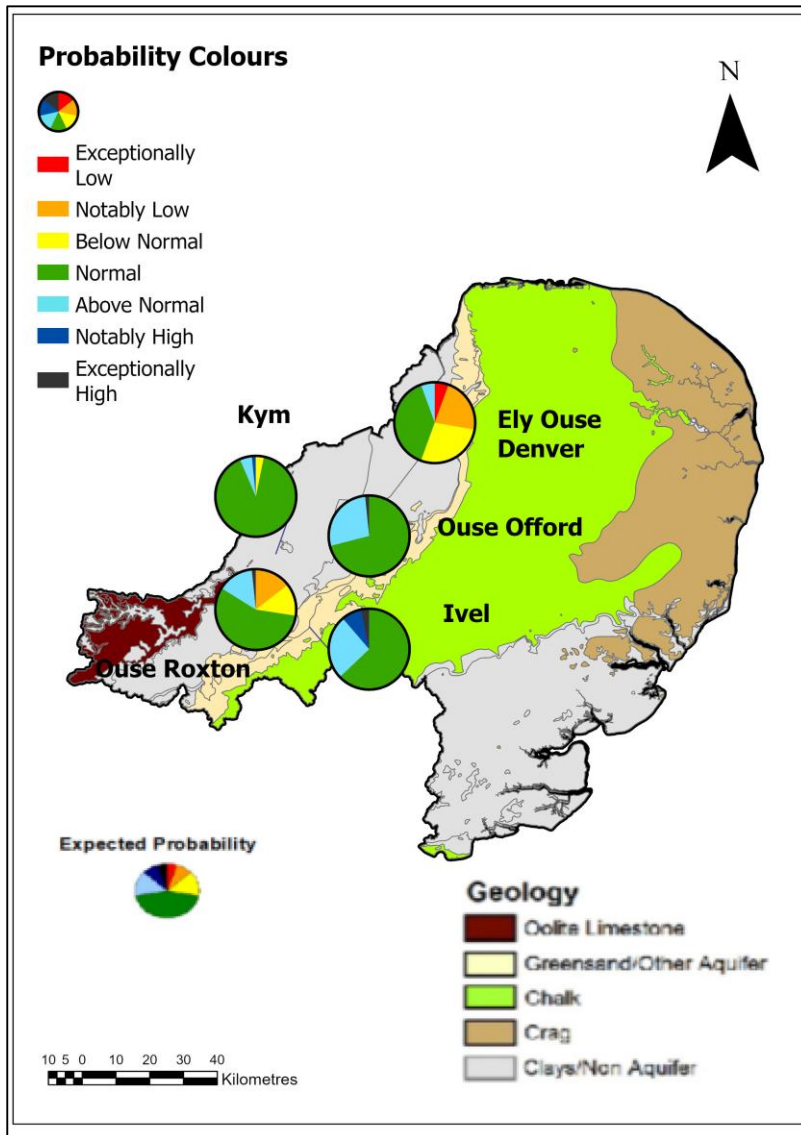 Probability Colours
Exceptionally
Low
Notably Low
Below Normal
Normal
Above Normal
Notably High
Exceptionally
High
N
Kym
Ely Ouse
Denver
Ouse Offord
Ivel
Ouse Roxton
Expected Probability
Geology
Oolite Limestone
Greensand/Other Aquifer
Chalk
Crag
Clays/Non Aquifer
10 5 0 10 20 30 40
Kilometres